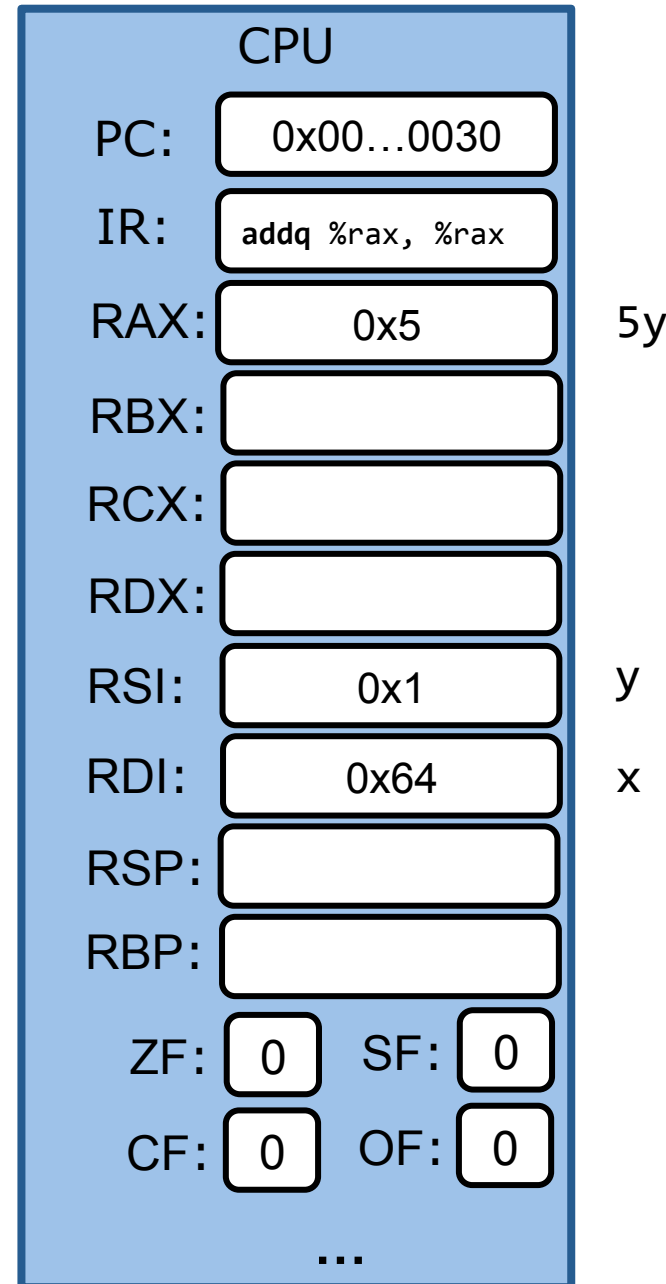 CPU
PC: 0x00…0030
IR: addq %rax, %rax
RAX: 0x5 5y
RBX:
RCX:
RDX:
RSI: 0x1 y
RDI: 0x64 x
RSP:
RBP:
ZF: 0 SF: 0
CF: 0 OF: 0
…